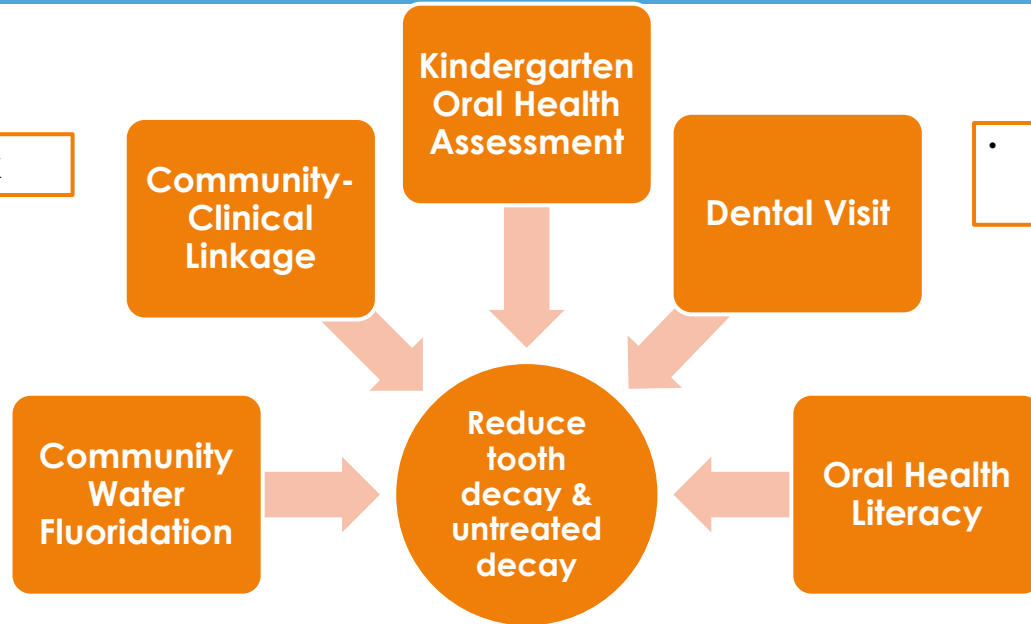 Kindergarten
Oral Health
Assessment
Community-
Clinical
Linkage
Dental Visit
•
Reduce
tooth
decay &
untreated
decay
Community
Water
Fluoridation
Oral Health
Literacy